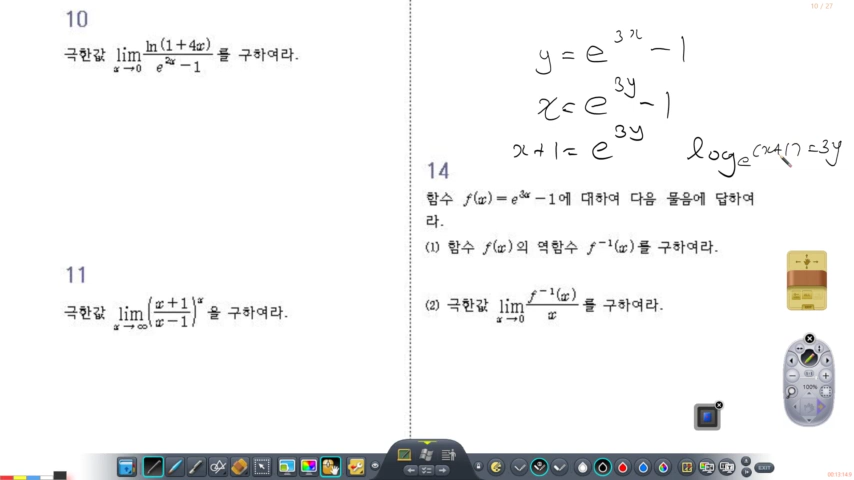 10
극한값 lim x→0 ln(1+4x) / e^{2x}−1 를 구하여라.
11
극한값 lim x→∞ (x+1 / x−1)^x 을 구하여라.
10 / 27
y = e^{3x} − 1
x = e^{3y} − 1
x + 1 = e^{3y}
log_e (x+1) = 3y
14
함수 f(x) = e^{3x} − 1에 대하여 다음 물음에 답하여
라.
(1) 함수 f(x)의 역함수 f^{−1}(x)를 구하여라.
(2) 극한값 lim x→0 f^{−1}(x) / x 를 구하여라.
100%
EXIT